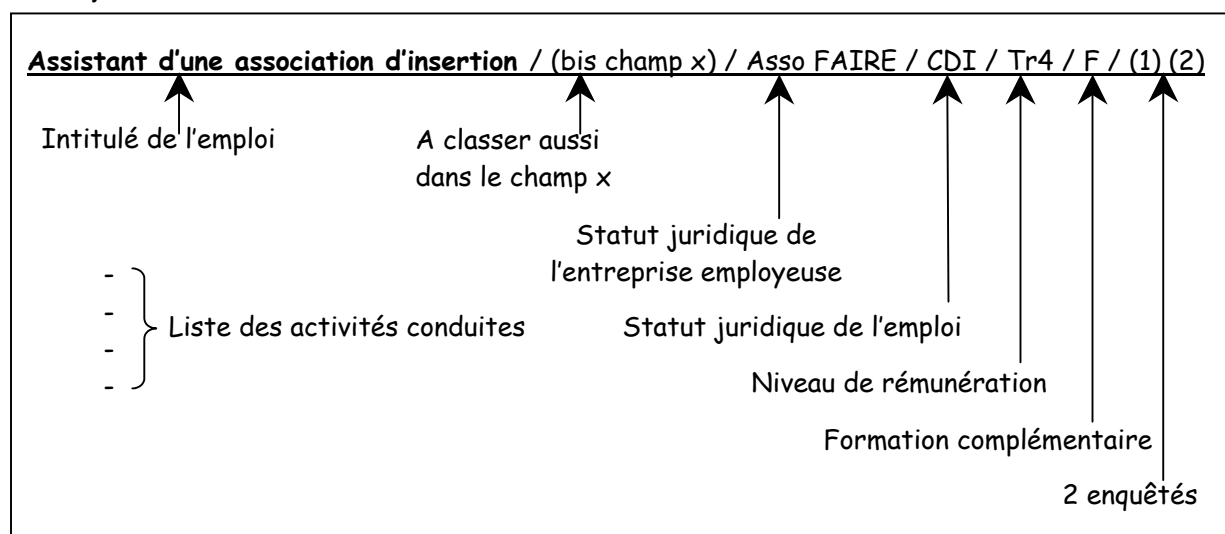 Assistant d'une association d'insertion / (bis champ x) / Asso FAIRE / CDI / Tr4 / F / (1) (2)
Intitulé de l'emploi
A classer aussi
dans le champ x
Statut juridique de
l'entreprise employeuse
-
-
-
-
Liste des activités conduites
Statut juridique de l'emploi
Niveau de rémunération
Formation complémentaire
2 enquêtés